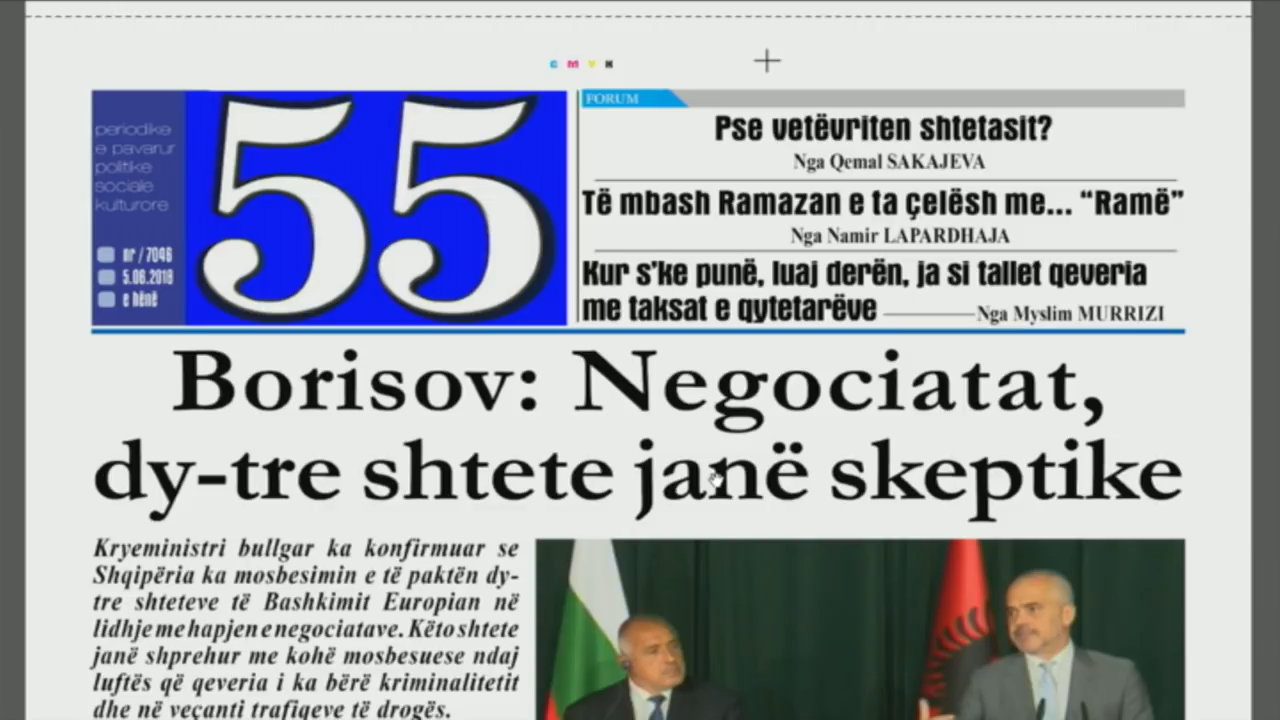 C M Y K
periodike
e pavarur
politike
sociale
kulturore
nr / 7046
5.06.2018
e hënë
55
FORUM
Pse vetëvriten shtetasit?
Nga Qemal SAKAJEVA
Të mbash Ramazan e ta çelësh me... “Ramë”
Nga Namir LAPARDHAJA
Kur s’ke punë, luaj derën, ja si tallet qeveria
me taksat e qytetarëve
Nga Myslim MURRIZI
Borisov: Negociatat,
dy-tre shtete janë skeptike
Kryeministri bullgar ka konfirmuar se
Shqipëria ka mosbesimin e të paktën dy-
tre shteteve të Bashkimit Europian në
lidhje me hapjen e negociatave. Këto shtete
janë shprehur me kohë mosbesuese ndaj
luftës që qeveria i ka bërë kriminalitetit
dhe në veçanti trafiqeve të drogës.